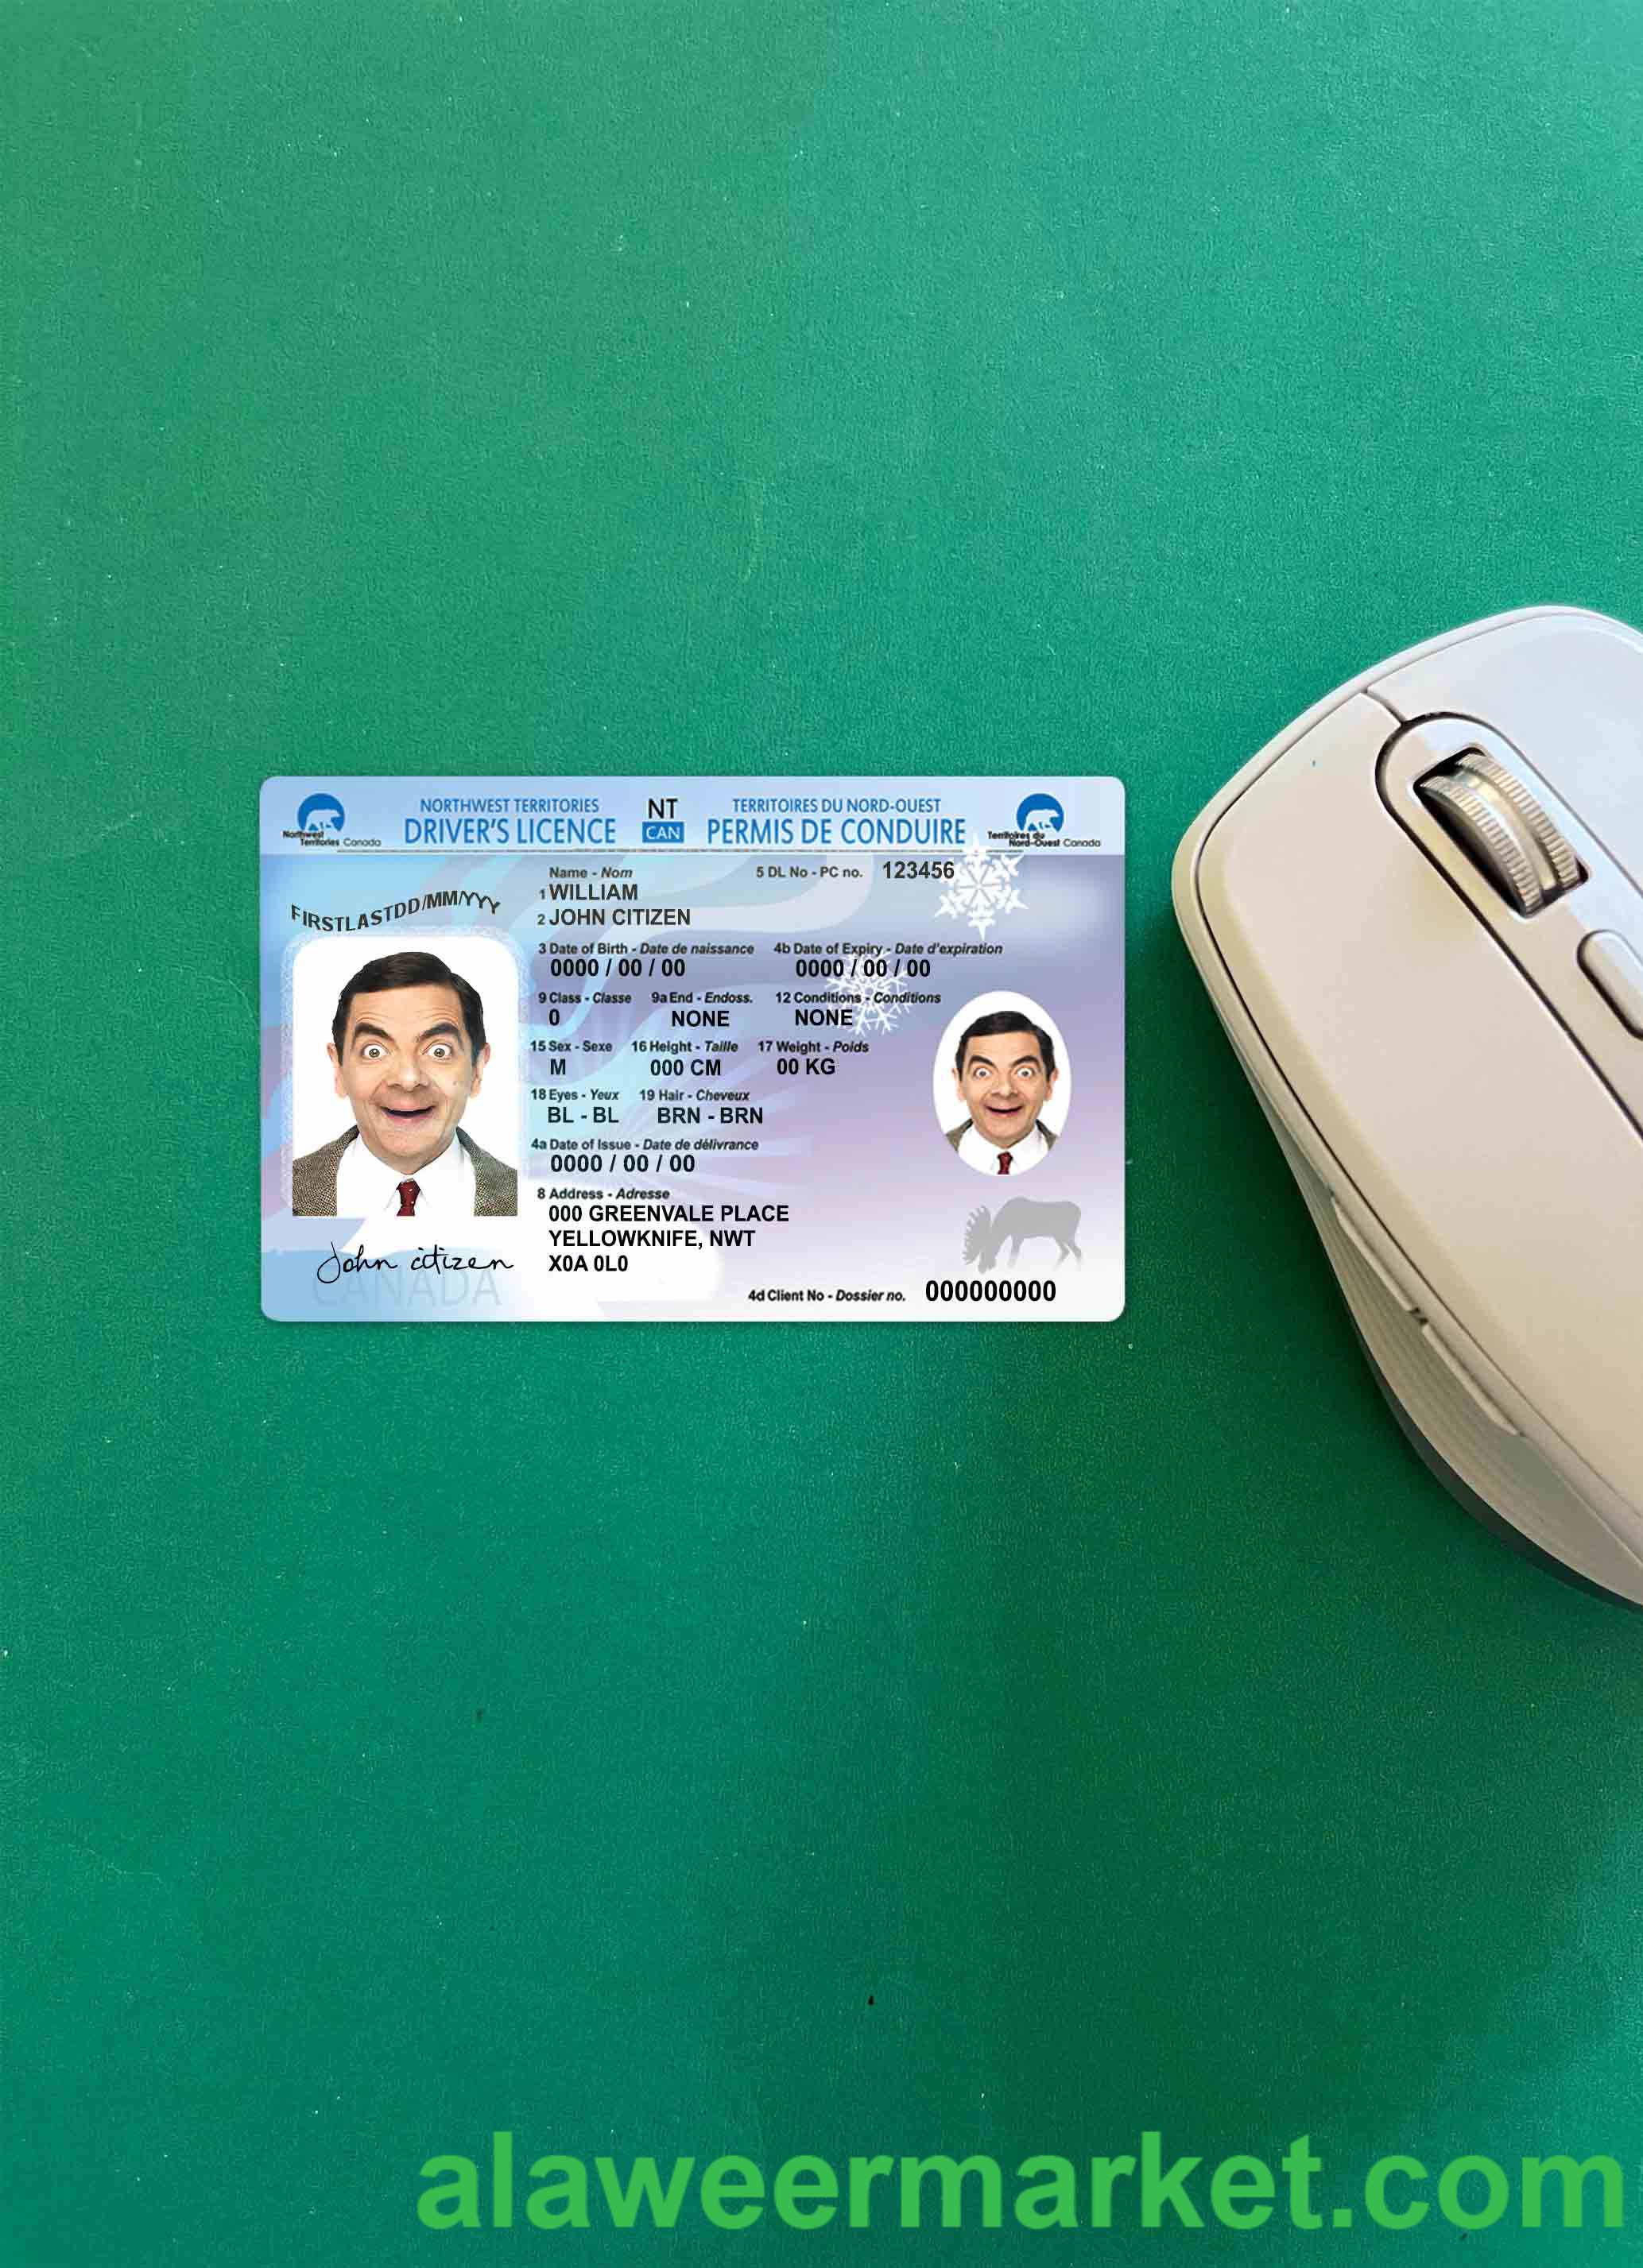 Northwest Territories Canada
NORTHWEST TERRITORIES
DRIVER'S LICENCE
NT
CAN
TERRITOIRES DU NORD-OUEST
PERMIS DE CONDUIRE
Territoires du Nord-Ouest Canada
FIRSTLASTDD/MM/YYY
Name - Nom
5 DL No - PC no. 123456
1 WILLIAM
2 JOHN CITIZEN
3 Date of Birth - Date de naissance 4b Date of Expiry - Date d'expiration
0000 / 00 / 00 0000 / 00 / 00
9 Class - Classe 9a End - Endoss. 12 Conditions - Conditions
0 NONE NONE
15 Sex - Sexe 16 Height - Taille 17 Weight - Poids
M 000 CM 00 KG
18 Eyes - Yeux 19 Hair - Cheveux
BL - BL BRN - BRN
4a Date of Issue - Date de délivrance
0000 / 00 / 00
8 Address - Adresse
000 GREENVALE PLACE
YELLOWKNIFE, NWT
X0A 0L0
John citizen
CANADA
4d Client No - Dossier no. 000000000
alaweermarket.com